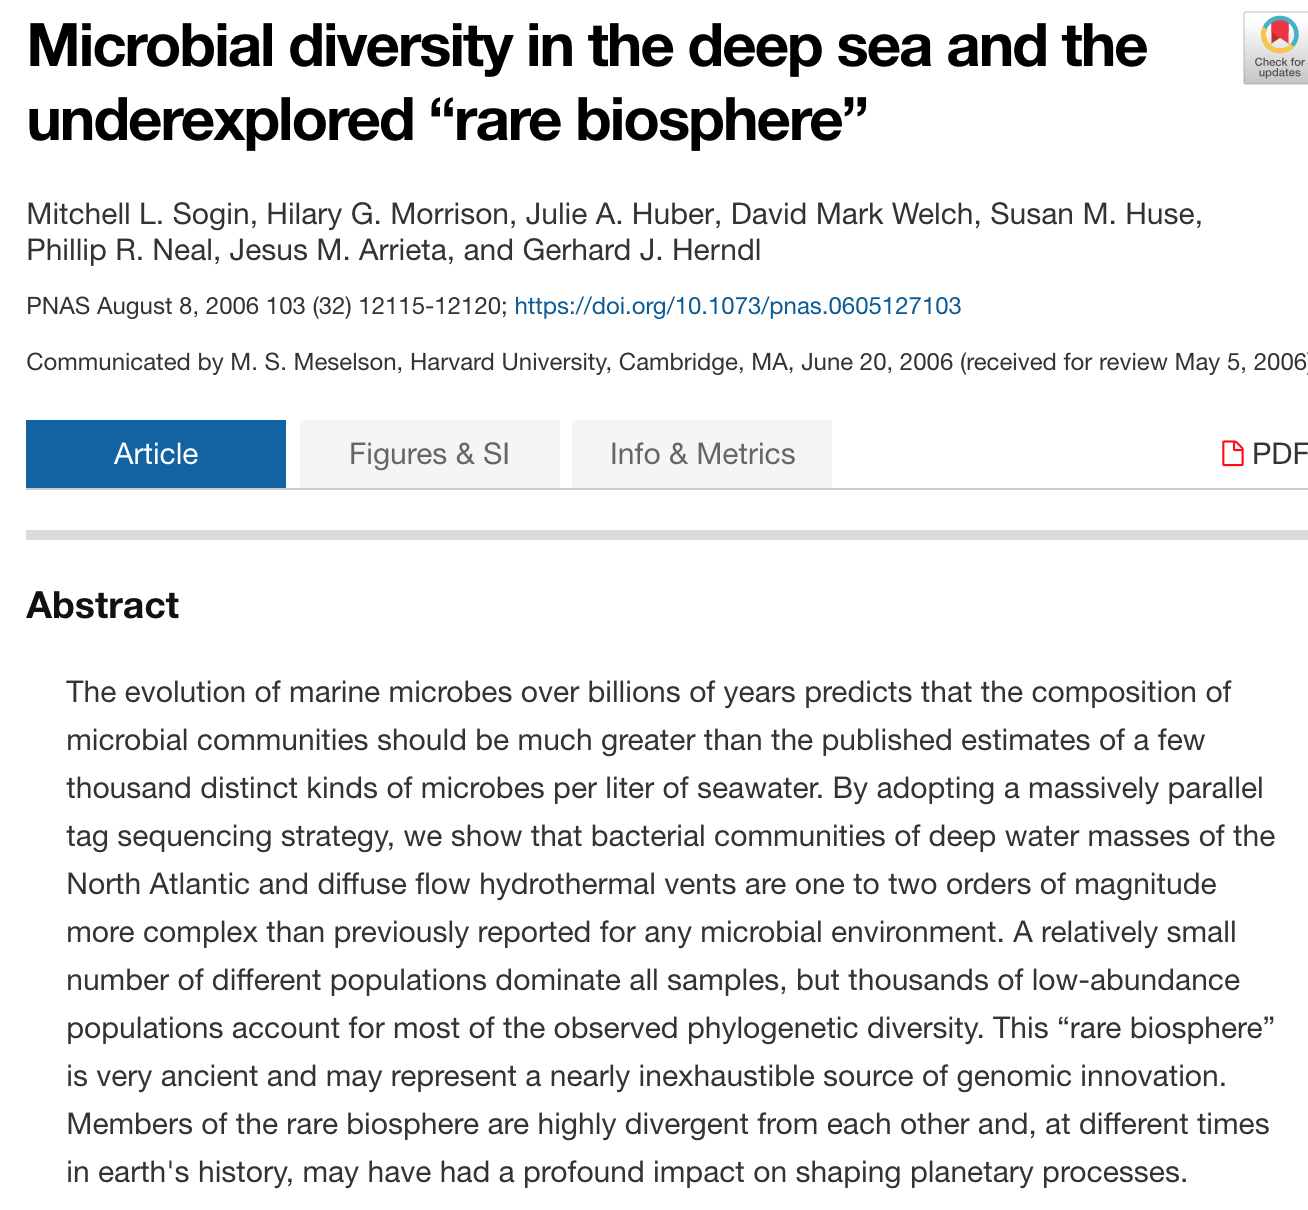 Microbial diversity in the deep sea and the
underexplored “rare biosphere”
Check for
updates
Mitchell L. Sogin, Hilary G. Morrison, Julie A. Huber, David Mark Welch, Susan M. Huse,
Phillip R. Neal, Jesus M. Arrieta, and Gerhard J. Herndl
PNAS August 8, 2006 103 (32) 12115-12120; https://doi.org/10.1073/pnas.0605127103
Communicated by M. S. Meselson, Harvard University, Cambridge, MA, June 20, 2006 (received for review May 5, 2006)
Article
Figures & SI
Info & Metrics
PDF
Abstract
The evolution of marine microbes over billions of years predicts that the composition of
microbial communities should be much greater than the published estimates of a few
thousand distinct kinds of microbes per liter of seawater. By adopting a massively parallel
tag sequencing strategy, we show that bacterial communities of deep water masses of the
North Atlantic and diffuse flow hydrothermal vents are one to two orders of magnitude
more complex than previously reported for any microbial environment. A relatively small
number of different populations dominate all samples, but thousands of low-abundance
populations account for most of the observed phylogenetic diversity. This “rare biosphere”
is very ancient and may represent a nearly inexhaustible source of genomic innovation.
Members of the rare biosphere are highly divergent from each other and, at different times
in earth's history, may have had a profound impact on shaping planetary processes.